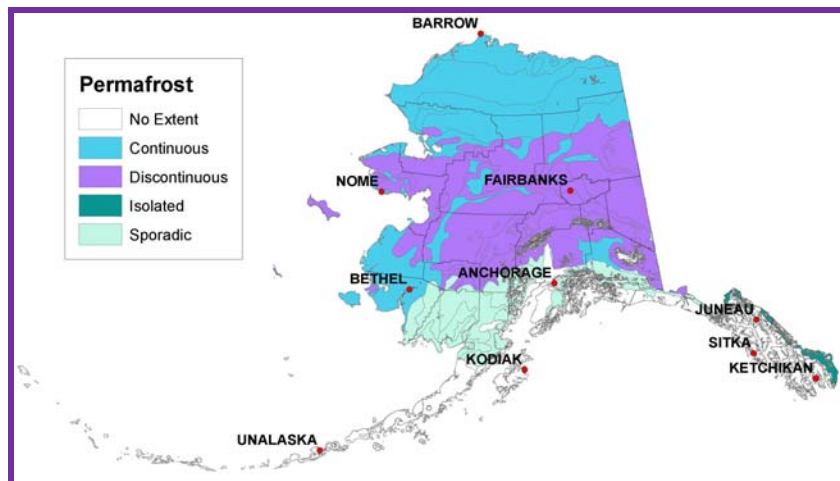 BARROW
Permafrost
No Extent
Continuous
Discontinuous
Isolated
Sporadic
NOME
FAIRBANKS
BETHEL
ANCHORAGE
JUNEAU
SITKA
KETCHIKAN
KODIAK
UNALASKA